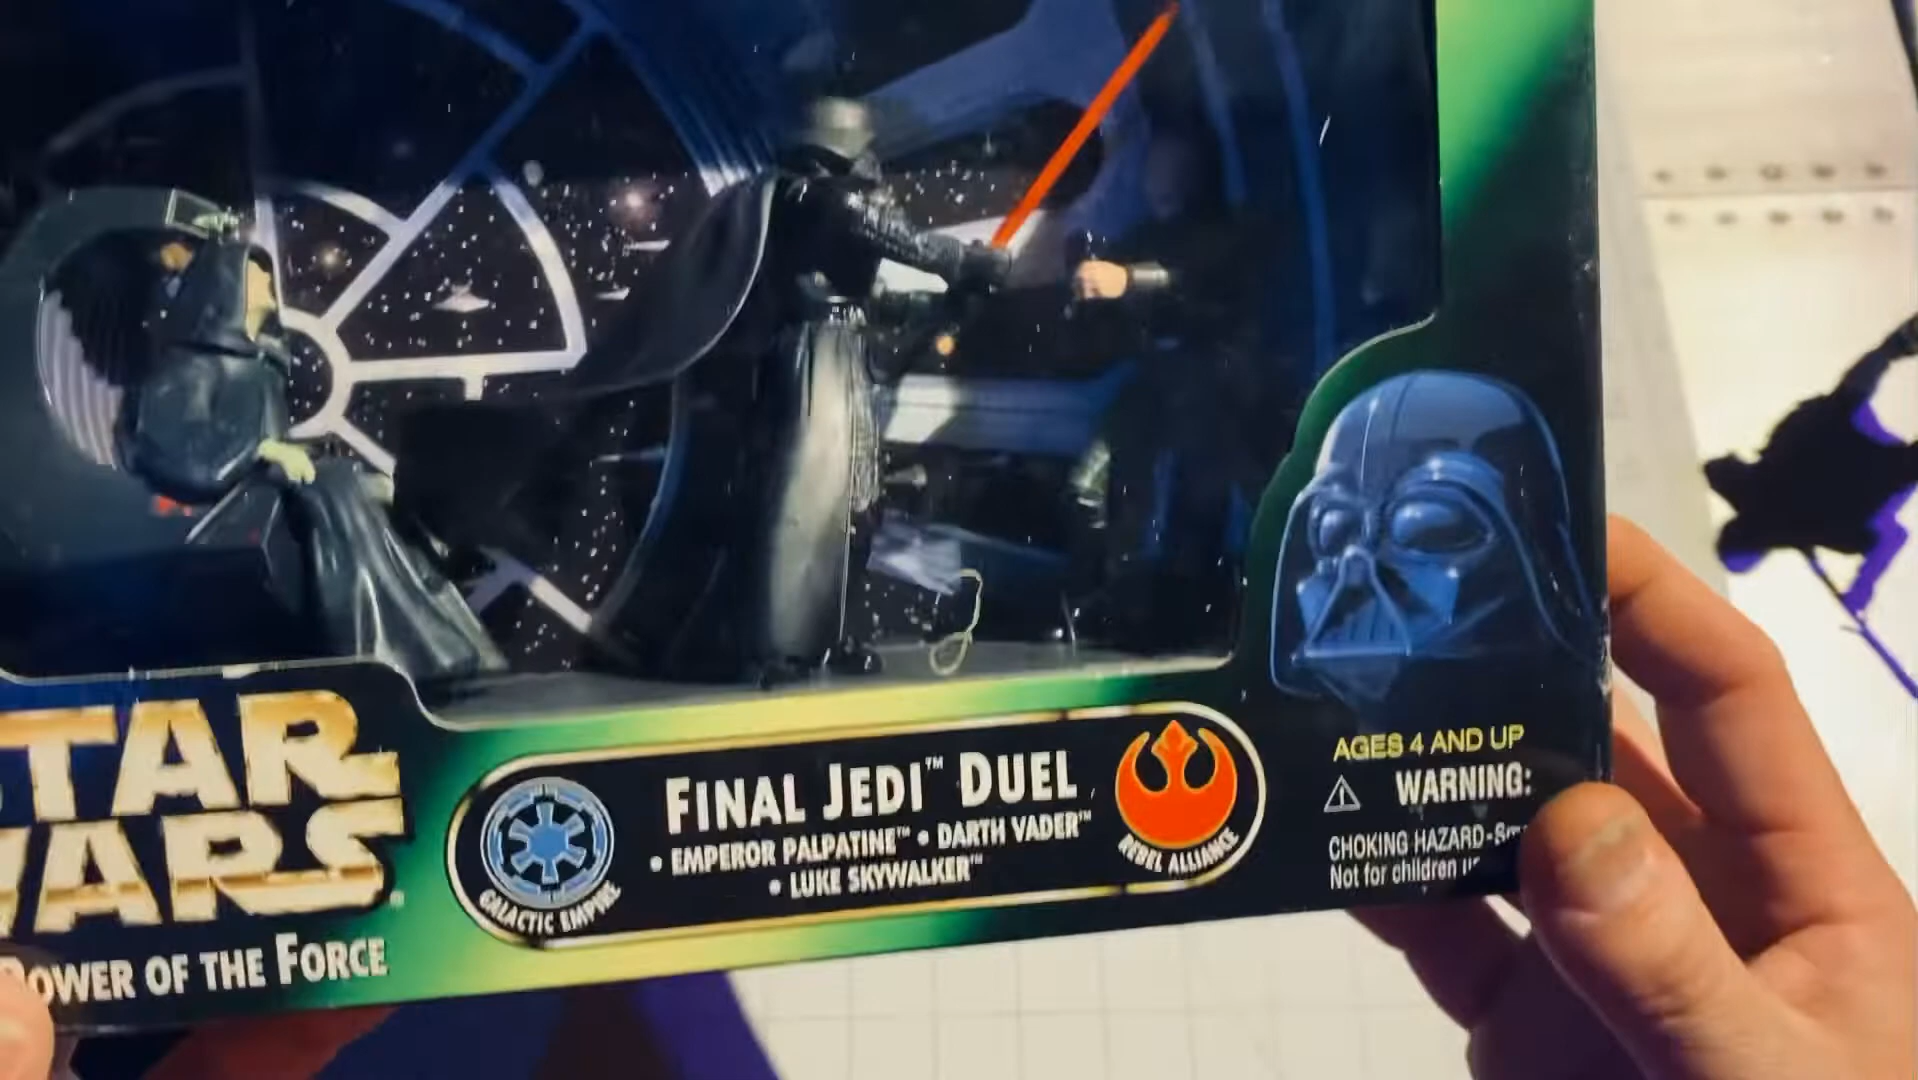 STAR
WARS
POWER OF THE FORCE
GALACTIC EMPIRE
FINAL JEDI™ DUEL
• EMPEROR PALPATINE™ • DARTH VADER™
• LUKE SKYWALKER™
REBEL ALLIANCE
AGES 4 AND UP
⚠ WARNING:
CHOKING HAZARD-
Not for children